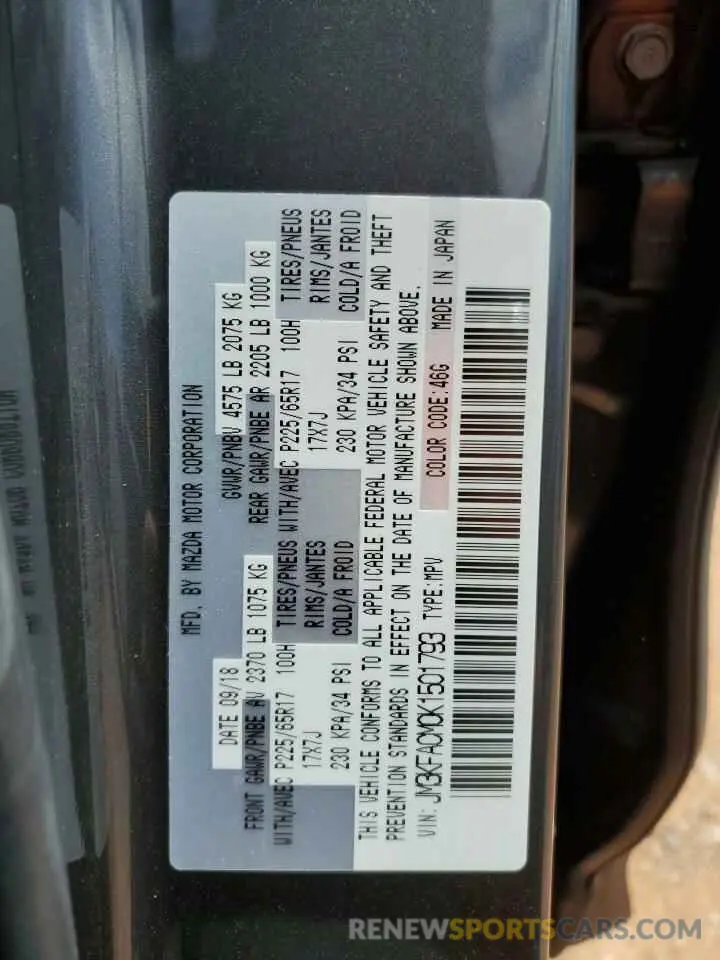 MFD. BY MAZDA MOTOR CORPORATION
DATE 09/18 GVWR/PNBV 4575 LB 2075 KG
FRONT GAWR/PNBE AV 2370 LB 1075 KG REAR GAWR/PNBE AR 2205 LB 1000 KG
WITH/AVEC P225/65R17 100H TIRES/PNEUS WITH/AVEC P225/65R17 100H TIRES/PNEUS
17X7J RIMS/JANTES 17X7J RIMS/JANTES
230 KPA/34 PSI COLD/A FROID 230 KPA/34 PSI COLD/A FROID
THIS VEHICLE CONFORMS TO ALL APPLICABLE FEDERAL MOTOR VEHICLE SAFETY AND THEFT
PREVENTION STANDARDS IN EFFECT ON THE DATE OF MANUFACTURE SHOWN ABOVE.
VIN: JM3KFACM0K1501793 TYPE:MPV COLOR CODE:46G MADE IN JAPAN
RENEWSPORTSCARS.COM